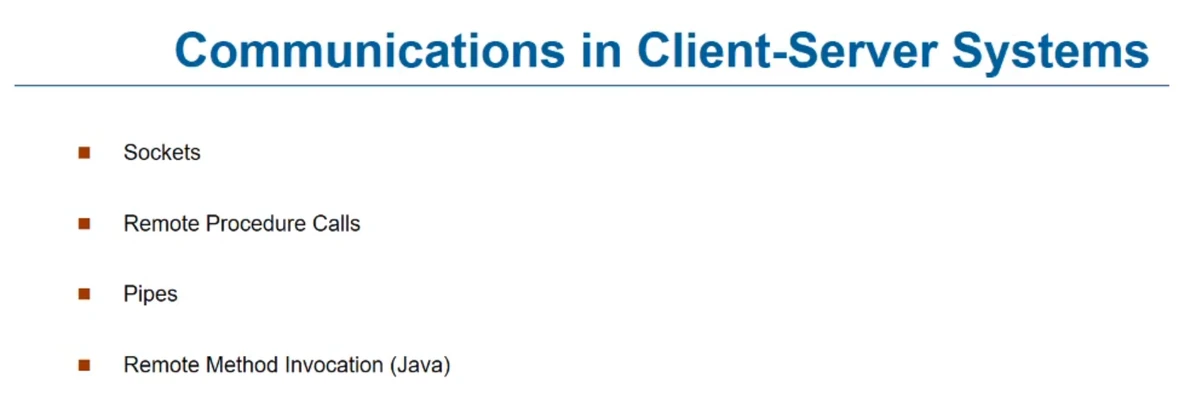 Communications in Client-Server Systems
Sockets
Remote Procedure Calls
Pipes
Remote Method Invocation (Java)